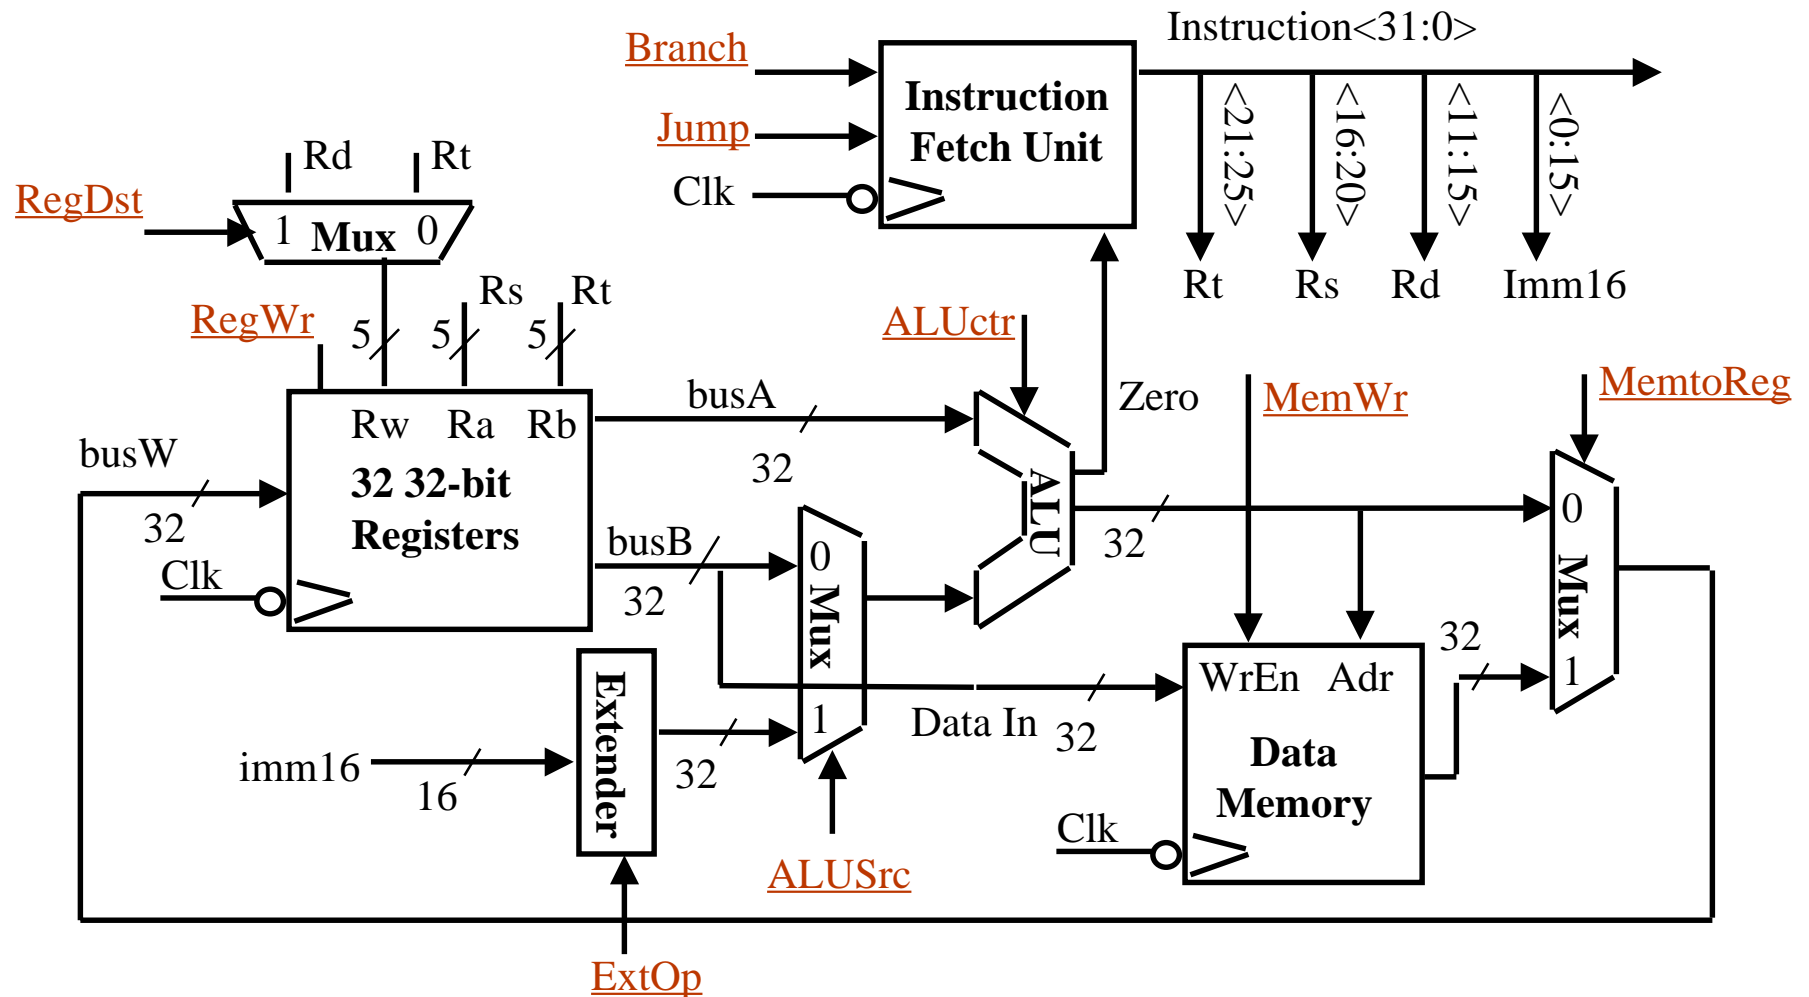 Instruction<31:0>
Branch
Instruction
Fetch Unit
Jump
Clk
<21:25>
<16:20>
<11:15>
<0:15>
Rt
Rs
Rd
Imm16
Rd
Rt
RegDst
1
Mux
0
RegWr
5
5
Rs
5
Rt
ALUctr
Zero
MemWr
MemtoReg
busW
32
Rw
Ra
Rb
32 32-bit
Registers
Clk
busA
32
busB
32
0
Mux
1
ALU
32
0
Mux
1
32
WrEn
Adr
Data
Memory
Clk
Data In
32
imm16
16
Extender
32
ALUSrc
ExtOp